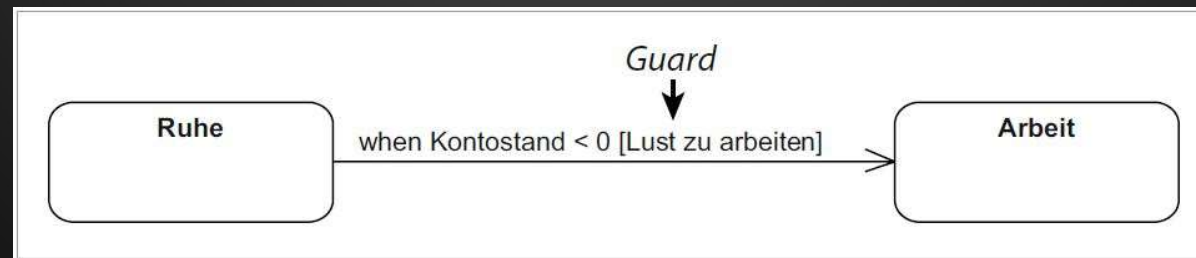 Guard
Ruhe
when Kontostand < 0 [Lust zu arbeiten]
Arbeit